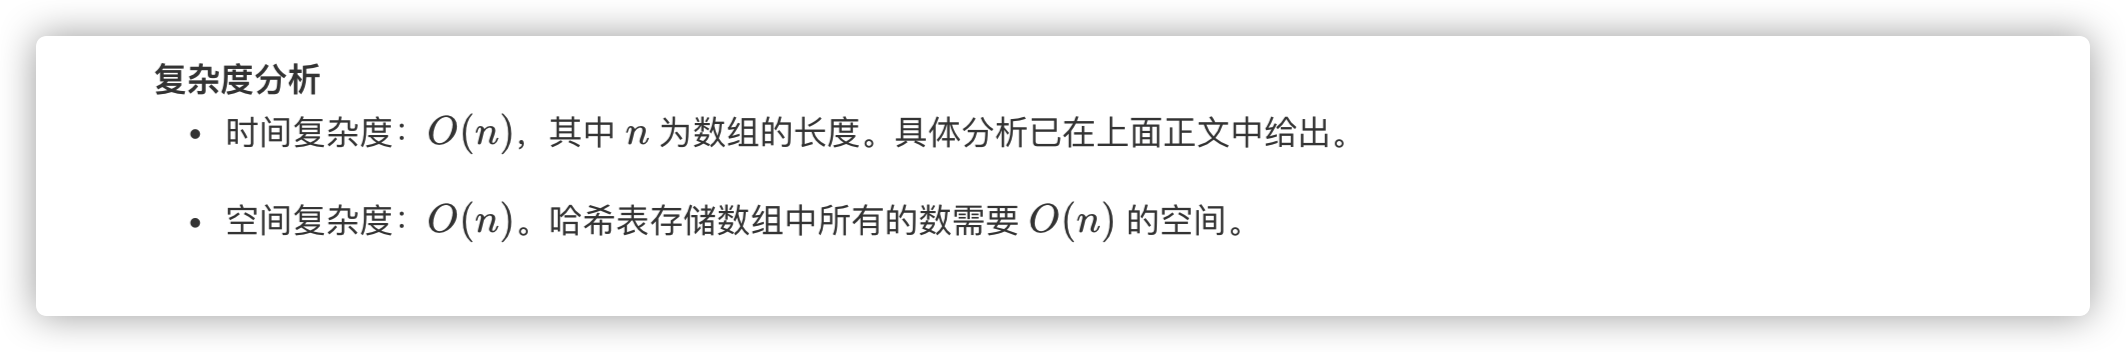 复杂度分析
• 时间复杂度：O(n)，其中 n 为数组的长度。具体分析已在上面正文中给出。
• 空间复杂度：O(n)。哈希表存储数组中所有的数需要 O(n) 的空间。